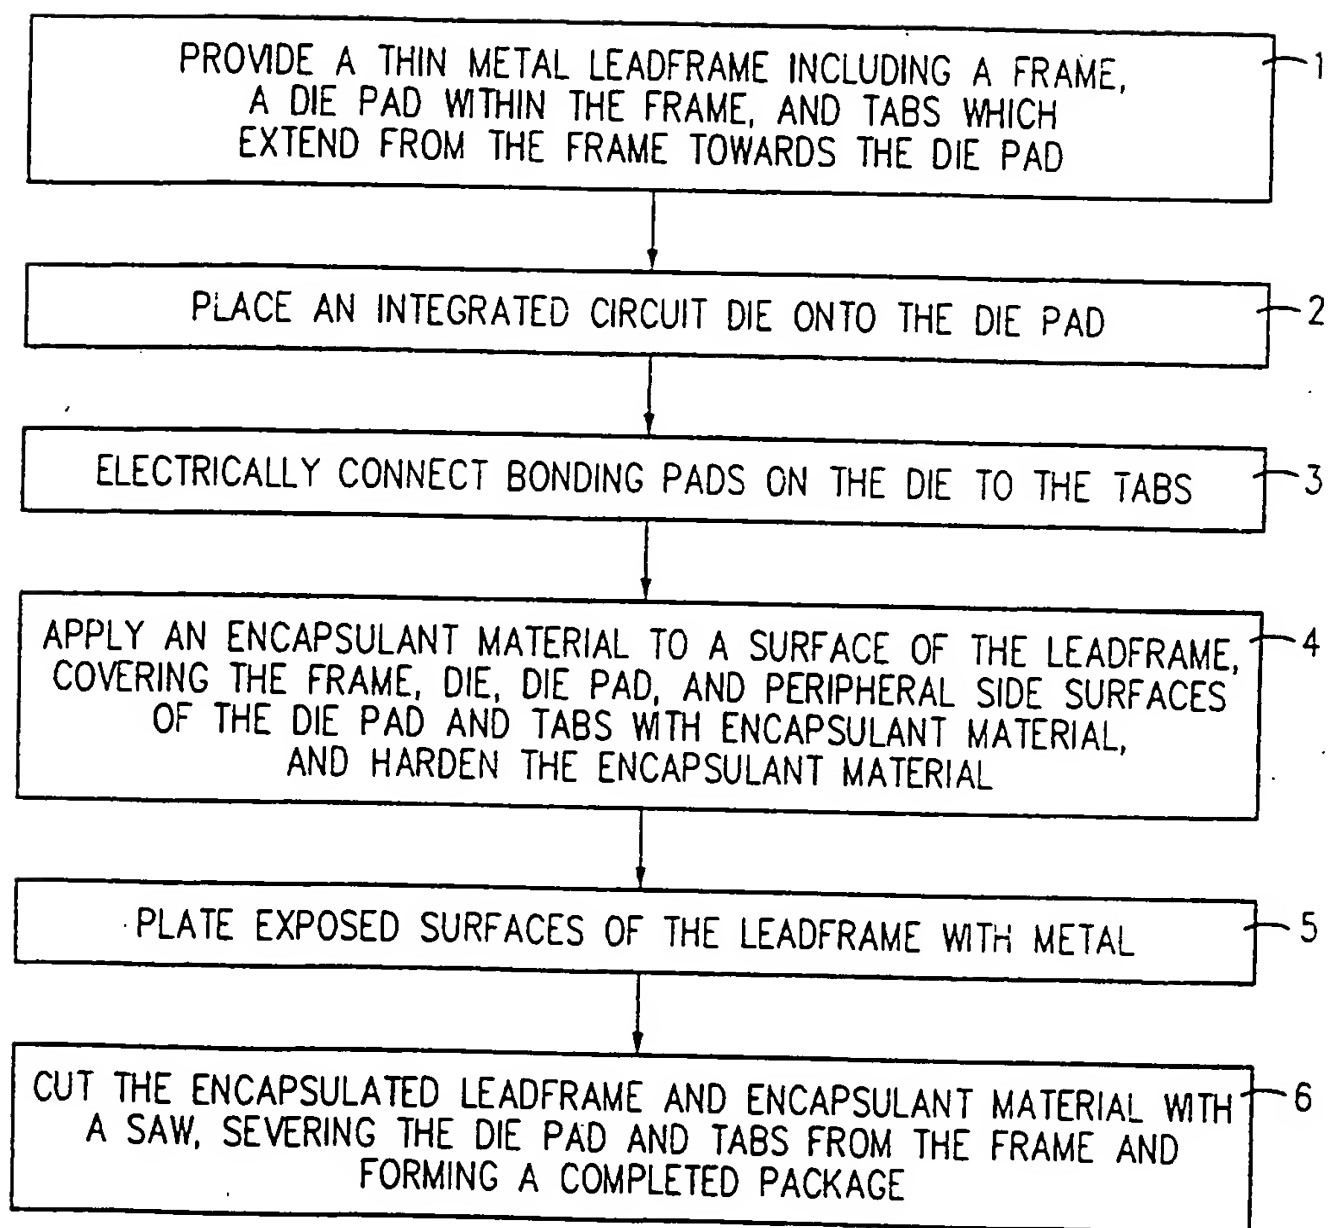 PROVIDE A THIN METAL LEADFRAME INCLUDING A FRAME,
A DIE PAD WITHIN THE FRAME, AND TABS WHICH
EXTEND FROM THE FRAME TOWARDS THE DIE PAD
1
PLACE AN INTEGRATED CIRCUIT DIE ONTO THE DIE PAD
2
ELECTRICALLY CONNECT BONDING PADS ON THE DIE TO THE TABS
3
APPLY AN ENCAPSULANT MATERIAL TO A SURFACE OF THE LEADFRAME,
COVERING THE FRAME, DIE, DIE PAD, AND PERIPHERAL SIDE SURFACES
OF THE DIE PAD AND TABS WITH ENCAPSULANT MATERIAL,
AND HARDEN THE ENCAPSULANT MATERIAL
4
PLATE EXPOSED SURFACES OF THE LEADFRAME WITH METAL
5
CUT THE ENCAPSULATED LEADFRAME AND ENCAPSULANT MATERIAL WITH
A SAW, SEVERING THE DIE PAD AND TABS FROM THE FRAME AND
FORMING A COMPLETED PACKAGE
6